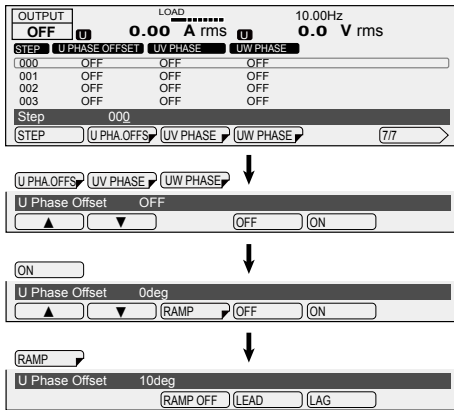 OUTPUT LOAD 10.00Hz
OFF U 0.00 A rms U 0.0 V rms
STEP U PHASE OFFSET UV PHASE UW PHASE
000 OFF OFF OFF
001 OFF OFF OFF
002 OFF OFF OFF
003 OFF OFF OFF
Step 000
STEP U PHA.OFFS UV PHASE UW PHASE 7/7
U PHA.OFFS UV PHASE UW PHASE
U Phase Offset OFF
▲ ▼ OFF ON
ON
U Phase Offset 0deg
▲ ▼ RAMP OFF ON
RAMP
U Phase Offset 10deg
RAMP OFF LEAD LAG